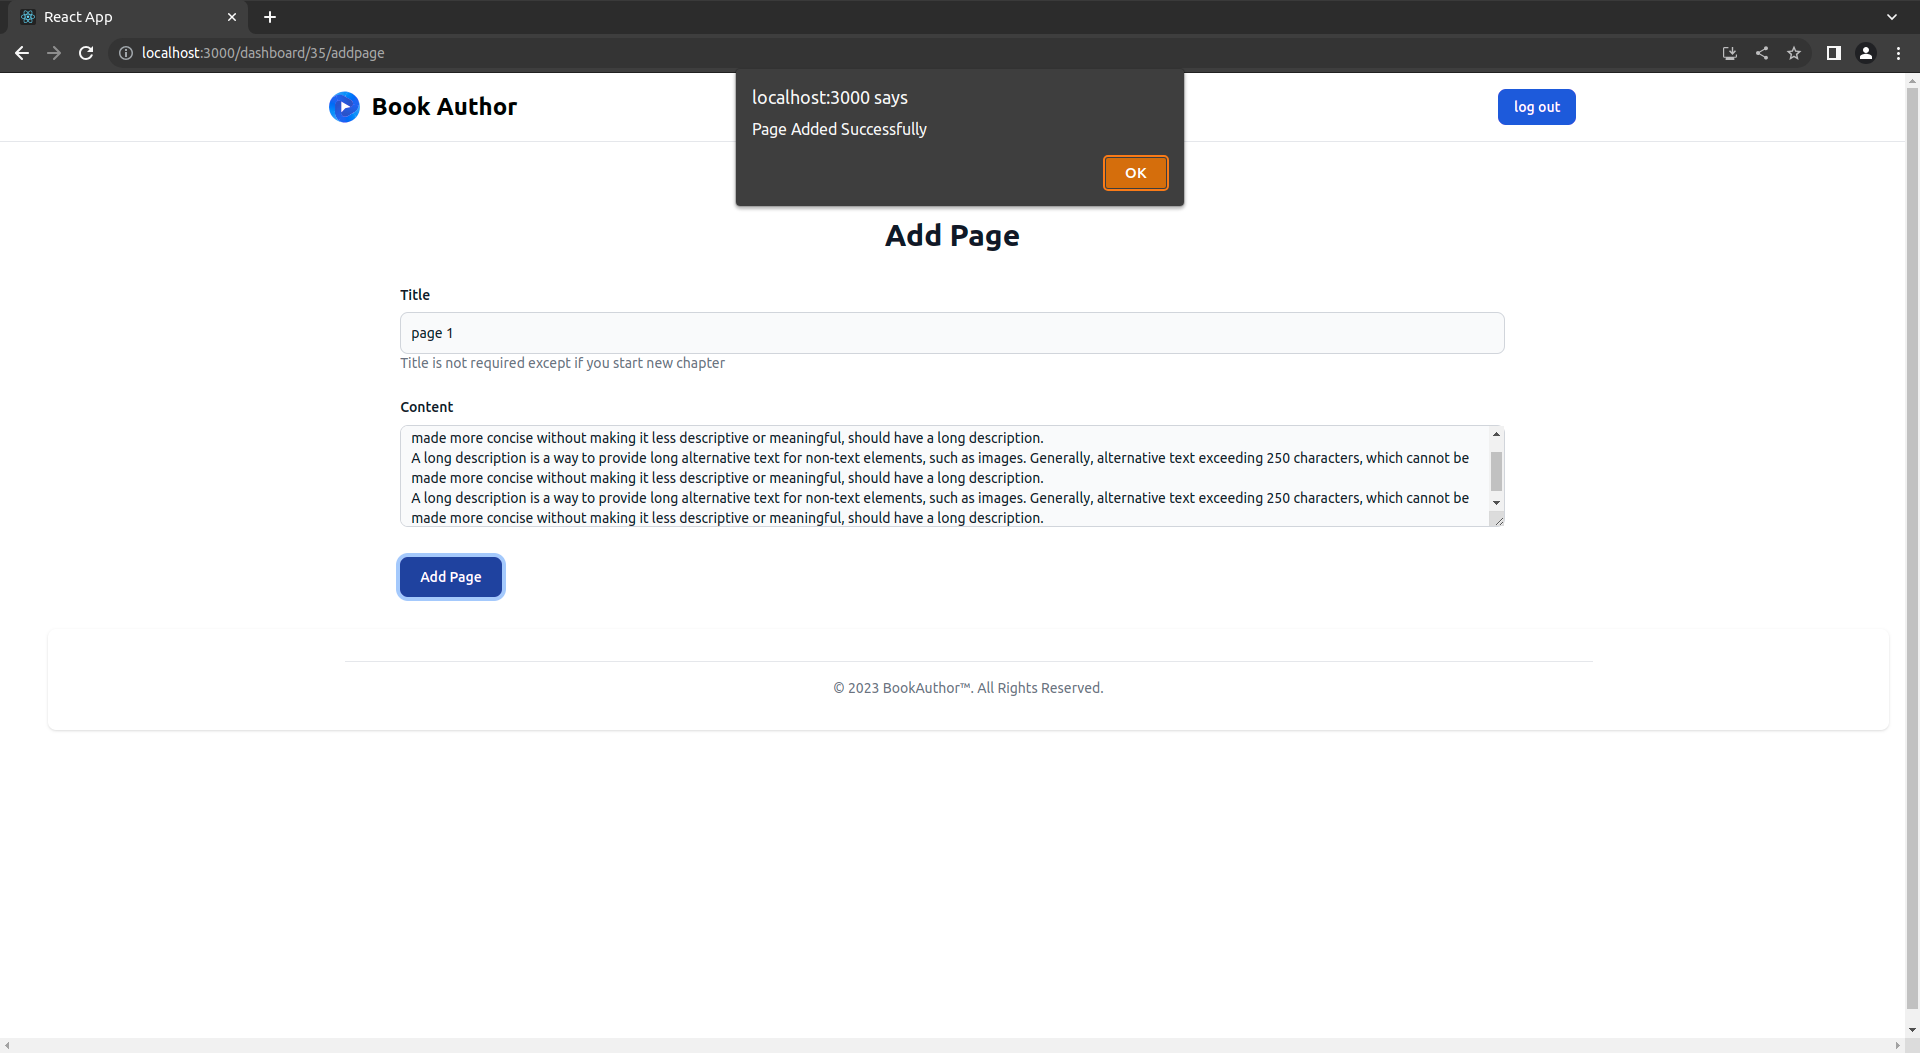 React App
localhost:3000/dashboard/35/addpage
Book Author
log out
localhost:3000 says
Page Added Successfully
OK
Add Page
Title
page 1
Title is not required except if you start new chapter
Content
made more concise without making it less descriptive or meaningful, should have a long description.
A long description is a way to provide long alternative text for non-text elements, such as images. Generally, alternative text exceeding 250 characters, which cannot be
made more concise without making it less descriptive or meaningful, should have a long description.
A long description is a way to provide long alternative text for non-text elements, such as images. Generally, alternative text exceeding 250 characters, which cannot be
made more concise without making it less descriptive or meaningful, should have a long description.
Add Page
© 2023 BookAuthor™. All Rights Reserved.